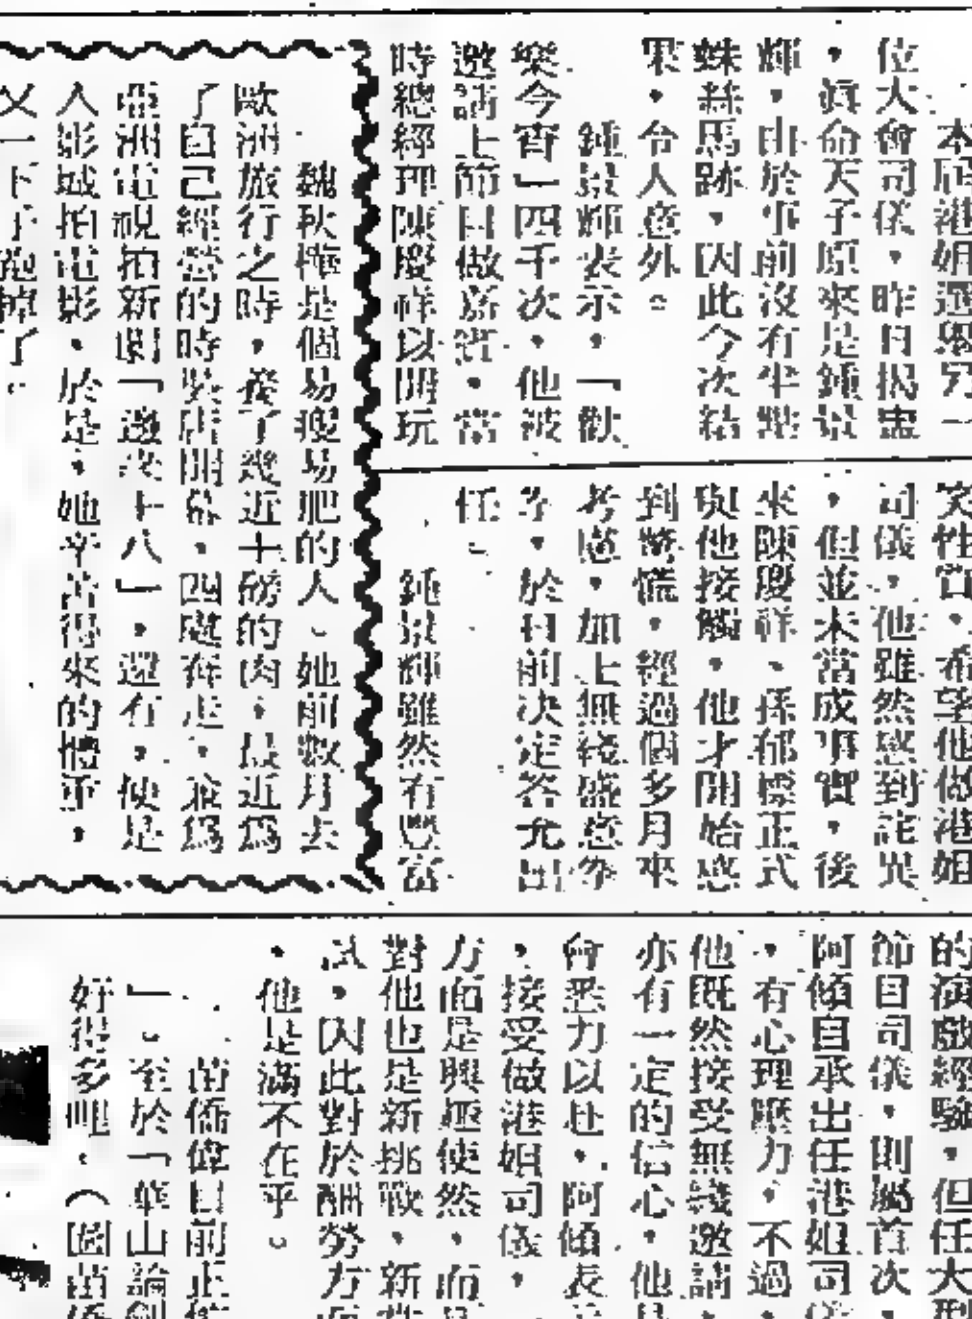 本屆港姐選舉另一
位大會司儀，昨日揭盅
，眞命天子原來是鍾景
輝，由於事前沒有半點
蛛絲馬跡，因此今次結
果，令人意外。
鍾景輝表示，「歡
樂今宵」四千次，他被
邀請上節目做嘉賓，當
時總經理陳慶祥以開玩
笑性質，希望他做港姐
司儀，他雖然感到詫異
，但並未當成事實，後
來陳慶祥、孫郁標正式
與他接觸，他才開始感
到驚慌，經過個多月來
考慮，加上無綫盛意拳
拳，於日前決定答允出
任。
鍾景輝雖然有豐富
的演戲經驗，但任大型
節目司儀，則屬首次，
阿傾自承出任港姐司儀
，有心理壓力，不過，
他既然接受無綫邀請，
亦有一定的信心，他
會悉力以赴，阿傾表
，接受做港姐司儀，
方面是興趣使然，而
對他也是新挑戰，新
試，因此對於酬勞方面
，他是滿不在乎。
苗僑偉目前正
」。至於「華山論劍
好得多哩。（圖苗僑
魏秋樺是個易瘦易肥的人。她前數月去
歐洲旅行之時，養了幾近十磅的肉，最近爲
了自己經營的時裝店開幕，四處奔走，兼爲
亞洲電視拍新劇「邊夜十八」，還有，便是
入影城拍電影，於是，她辛苦得來的體重，
又一下子跑掉了。